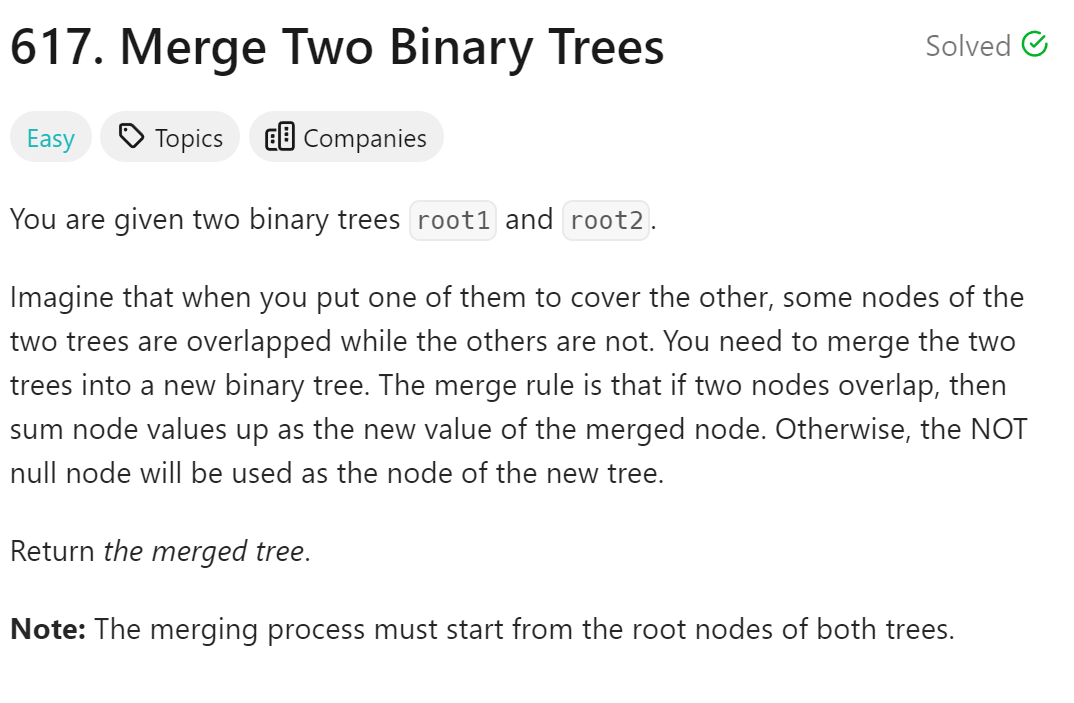 617. Merge Two Binary Trees
Solved
Easy Topics Companies
You are given two binary trees root1 and root2.
Imagine that when you put one of them to cover the other, some nodes of the
two trees are overlapped while the others are not. You need to merge the two
trees into a new binary tree. The merge rule is that if two nodes overlap, then
sum node values up as the new value of the merged node. Otherwise, the NOT
null node will be used as the node of the new tree.
Return the merged tree.
Note: The merging process must start from the root nodes of both trees.